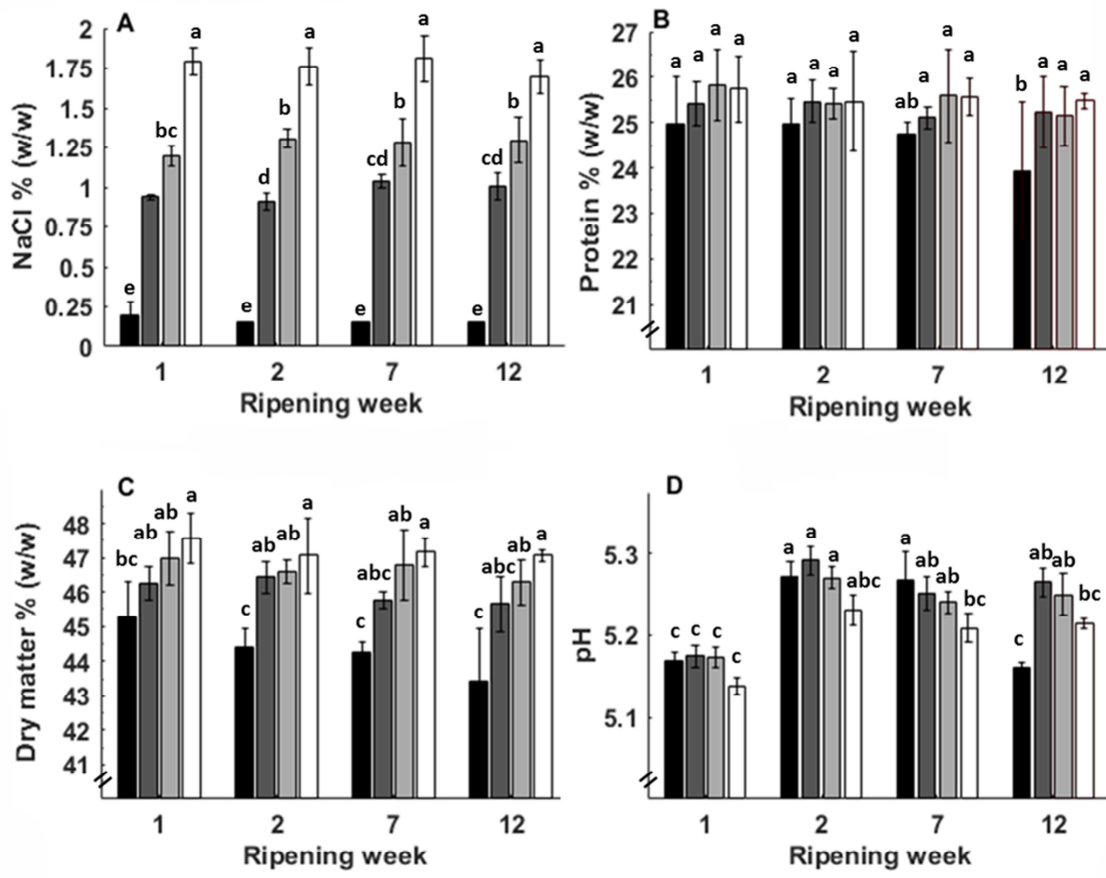 A
NaCl % (w/w)
2
1.75
1.5
1.25
1
0.75
0.5
0.25
0
e bc a
e d b a
e cd b a
e cd b a
1 2 7 12
Ripening week
B
Protein % (w/w)
27
26
25
24
23
22
21
a a a a
a a a a
ab a a a
b a a a
1 2 7 12
Ripening week
C
Dry matter % (w/w)
48
47
46
45
44
43
42
41
bc ab ab a
c ab ab a
c abc ab a
c abc ab a
1 2 7 12
Ripening week
D
pH
5.3
5.2
5.1
c c c c
a a a abc
a ab ab bc
c ab ab bc
1 2 7 12
Ripening week